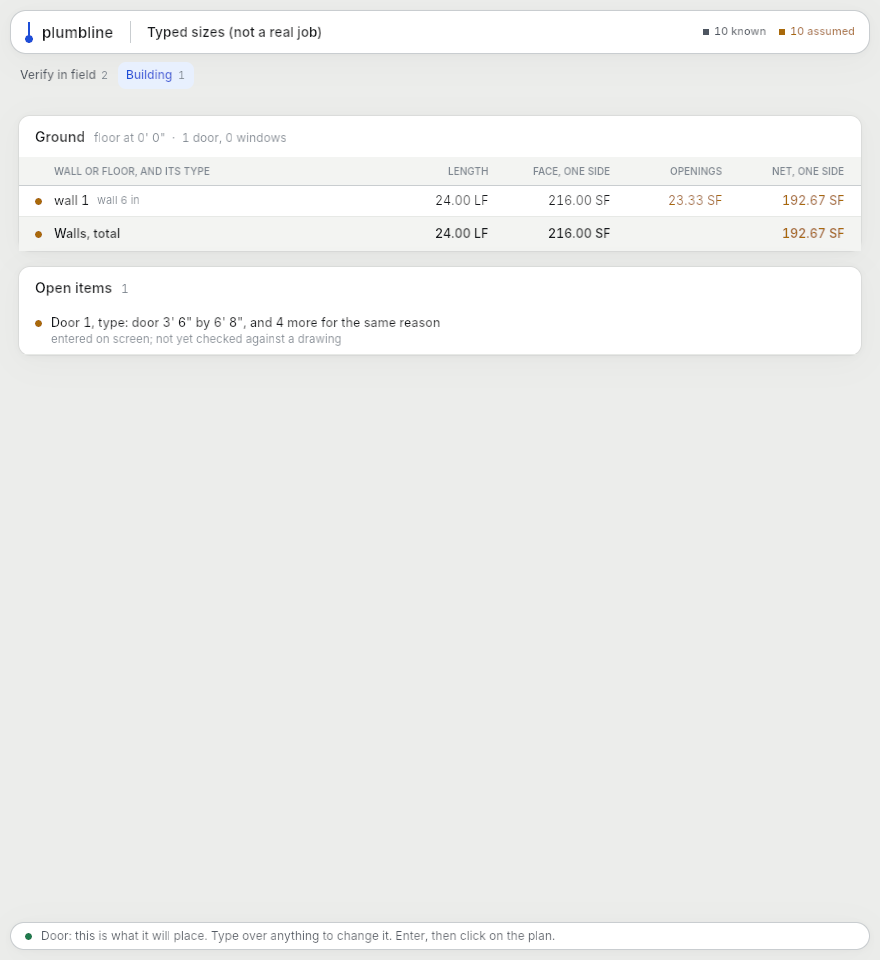 plumbline
Typed sizes (not a real job)
10 known
10 assumed
Verify in field 2
Building 1
Ground floor at 0' 0" · 1 door, 0 windows
WALL OR FLOOR, AND ITS TYPE LENGTH FACE, ONE SIDE OPENINGS NET, ONE SIDE
wall 1 wall 6 in 24.00 LF 216.00 SF 23.33 SF 192.67 SF
Walls, total 24.00 LF 216.00 SF 192.67 SF
Open items 1
Door 1, type: door 3' 6" by 6' 8", and 4 more for the same reason
entered on screen; not yet checked against a drawing
Door: this is what it will place. Type over anything to change it. Enter, then click on the plan.